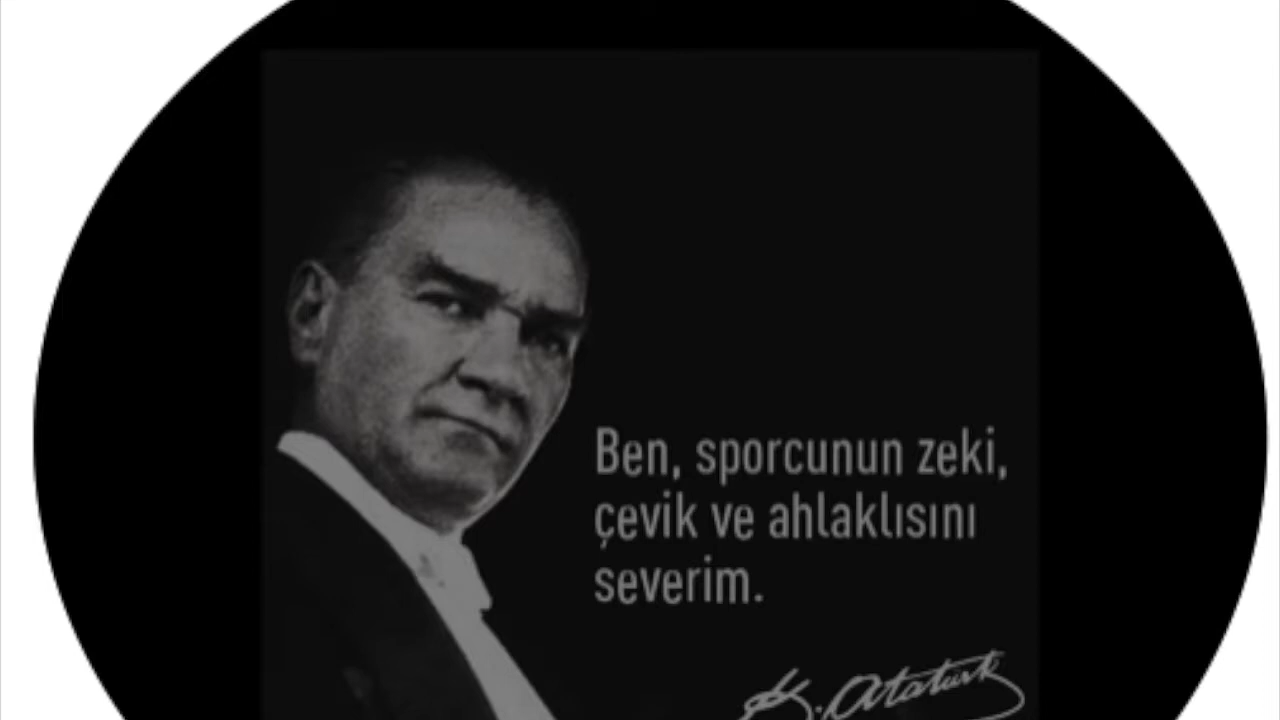 Ben, sporcunun zeki,
çevik ve ahlaklısını
severim.
K. Atatürk